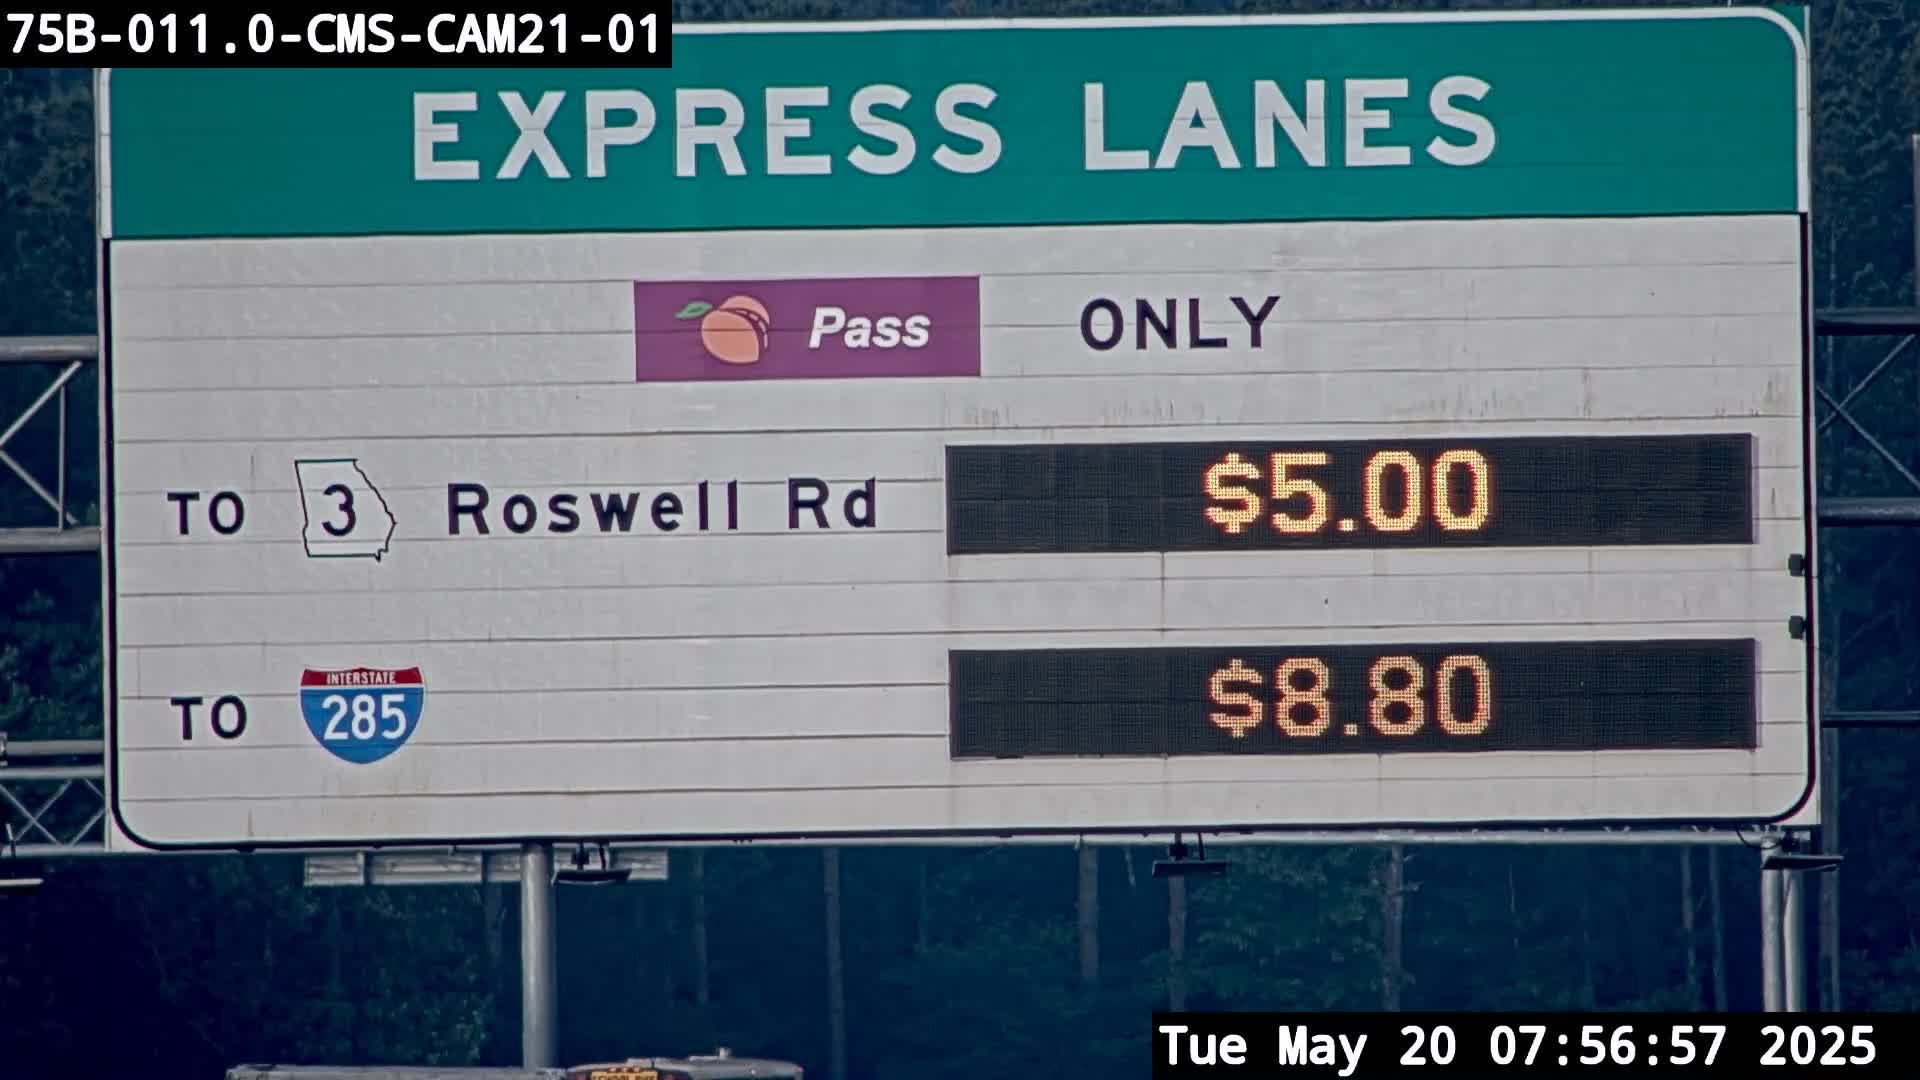 75B-011.0-CMS-CAM21-01
EXPRESS LANES
Pass ONLY
TO 3 Roswell Rd $5.00
INTERSTATE
TO 285 $8.80
Tue May 20 07:56:57 2025